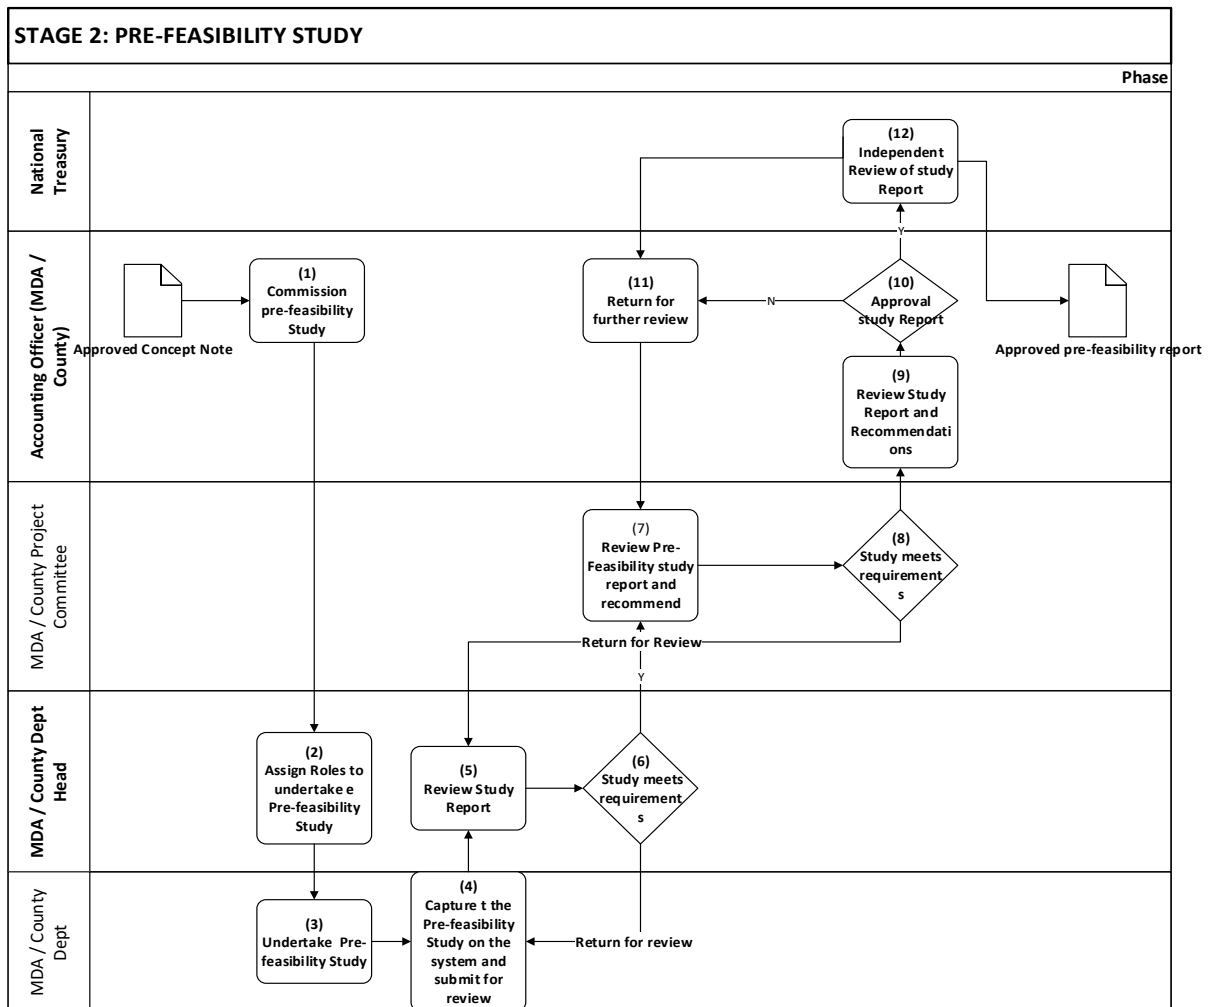 STAGE 2: PRE-FEASIBILITY STUDY
Phase
National
Treasury
(12)
Independent
Review of study
Report
Y
Accounting Officer (MDA /
County)
Approved Concept Note
(1)
Commission
pre-feasibility
Study
(11)
Return for
further review
N
(10)
Approval
study Report
Approved pre-feasibility report
(9)
Review Study
Report and
Recommendati
ons
MDA / County Project
Committee
(7)
Review Pre-
Feasibility study
report and
recommend
(8)
Study meets
requirement
s
Return for Review
Y
MDA / County Dept
Head
(2)
Assign Roles to
undertak e e
Pre-feasibility
Study
(5)
Review Study
Report
(6)
Study meets
requirement
s
MDA / County
Dept
(3)
Undertake Pre-
feasibility Study
(4)
Capture t the
Pre-feasibility
Study on the
system and
submit for
review
Return for review